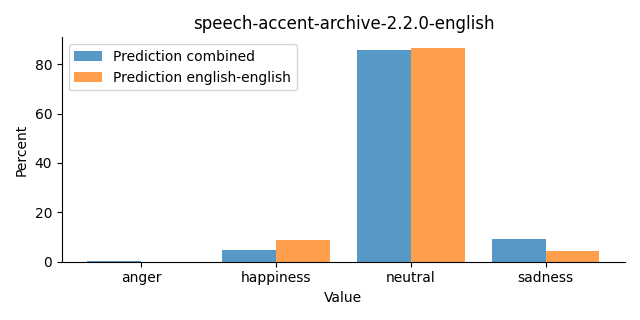 speech-accent-archive-2.2.0-english
Prediction combined
Prediction english-english
Percent
80
60
40
20
0
anger happiness neutral sadness
Value